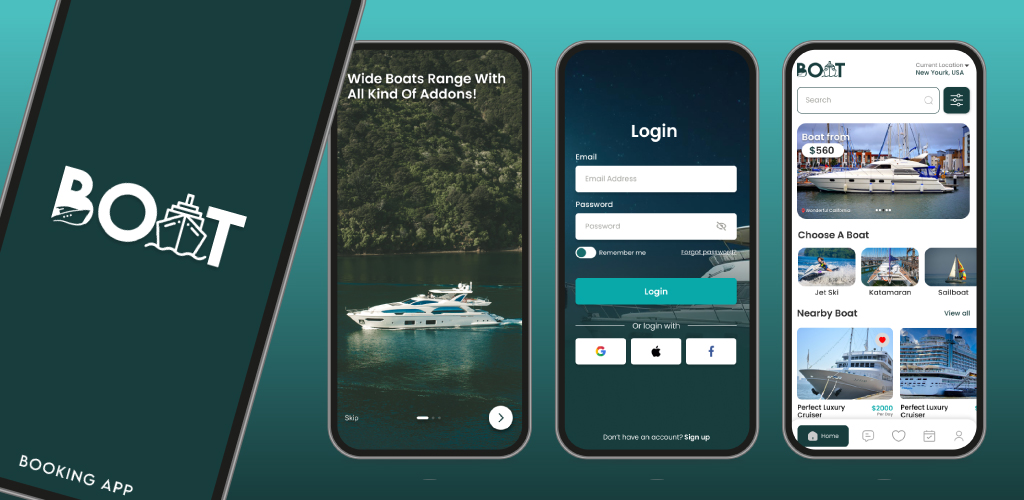 BOAT
BOOKING APP
Wide Boats Range With
All Kind Of Addons!
Skip
Login
Email
Email Address
Password
Password
Remember me
Forgot password?
Login
Or login with
Don't have an account? Sign up
BOAT
Current Location
New Yourk, USA
Search
Boat from
$560
Wonderful California
Choose A Boat
Jet Ski
Katamaran
Sailboat
Nearby Boat
View all
Perfect Luxury
Cruiser
$2000
Per Day
Perfect Luxury
Cruiser
Home